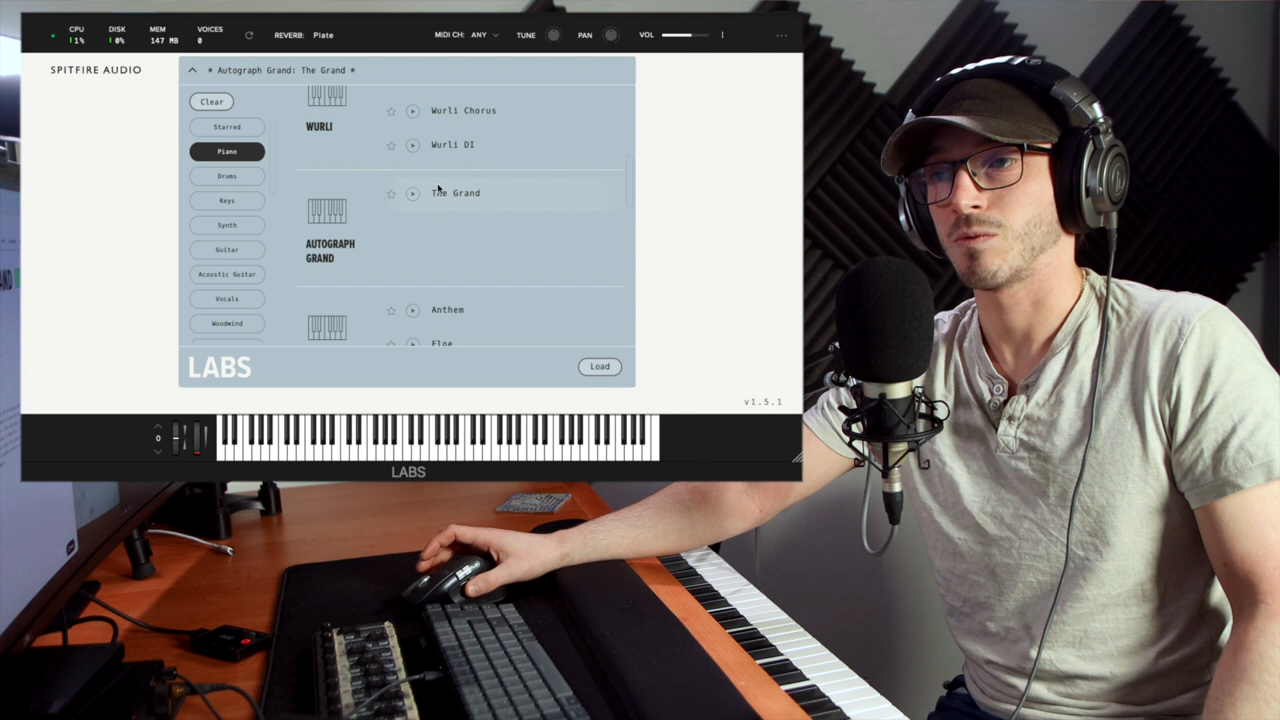 CPU DISK MEM VOICES
1% 0% 147 MB 0
REVERB: Plate
MIDI CH: ANY TUNE PAN VOL
SPITFIRE AUDIO
* Autograph Grand: The Grand *
Clear
Starred
Piano
Drums
Keys
Synth
Guitar
Acoustic Guitar
Vocals
Woodwind
WURLI
Wurli Chorus
Wurli DI
AUTOGRAPH
GRAND
The Grand
Anthem
Floe
LABS
Load
v1.5.1
0
LABS